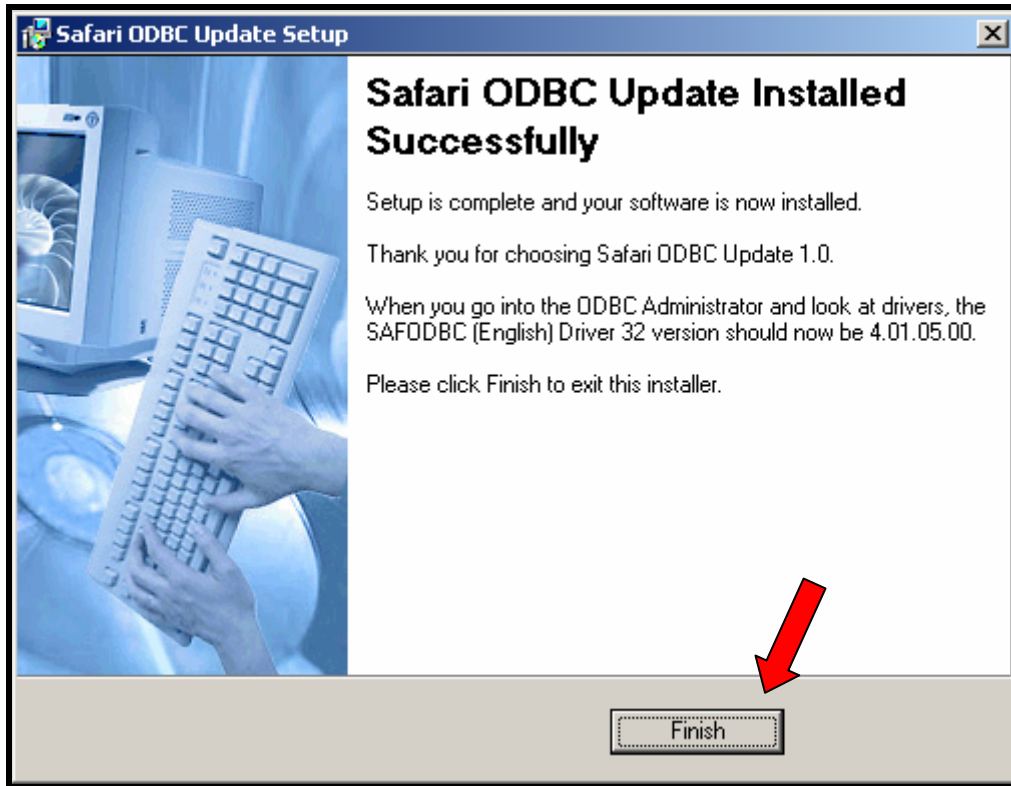 Safari ODBC Update Setup
Safari ODBC Update Installed
Successfully
Setup is complete and your software is now installed.
Thank you for choosing Safari ODBC Update 1.0.
When you go into the ODBC Administrator and look at drivers, the
SAFODBC (English) Driver 32 version should now be 4.01.05.00.
Please click Finish to exit this installer.
Finish